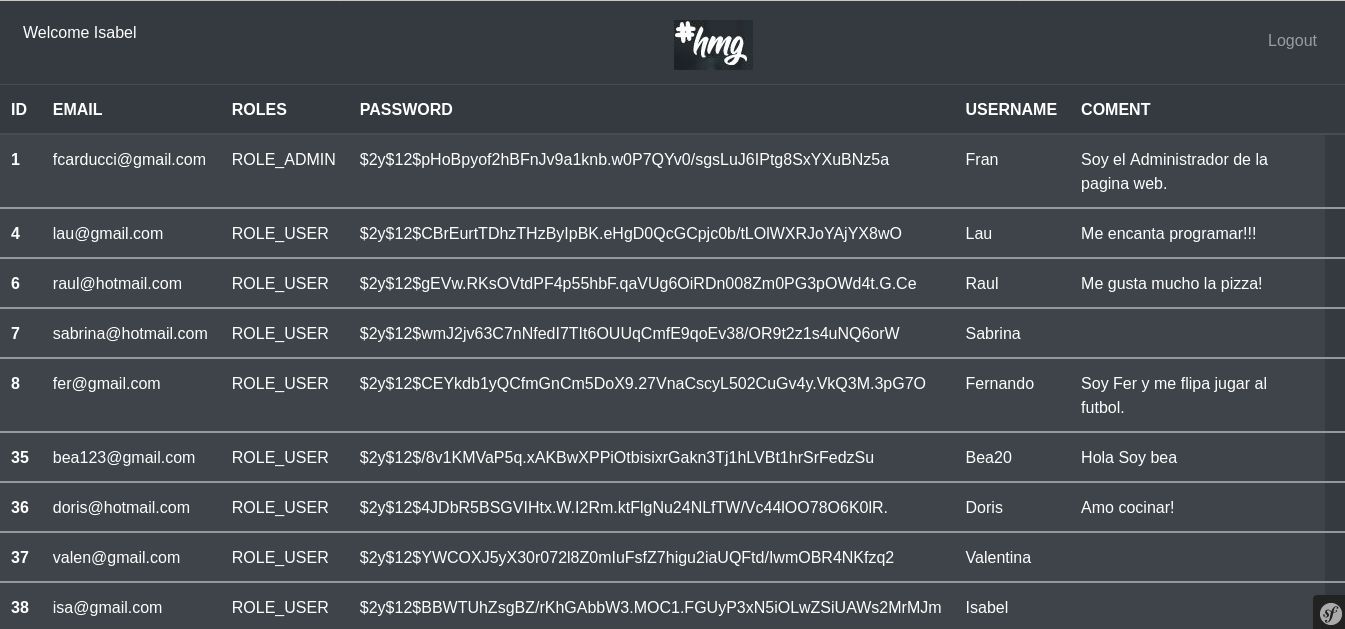 Welcome Isabel
#hmg
Logout
ID EMAIL ROLES PASSWORD USERNAME COMENT
1 fcarducci@gmail.com ROLE_ADMIN $2y$12$pHoBpyof2hBFnJv9a1knb.w0P7QYv0/sgsLuJ6IPtg8SxYXuBNz5a Fran Soy el Administrador de la
pagina web.
4 lau@gmail.com ROLE_USER $2y$12$CBrEurtTDhzTHzByIpBK.eHgD0QcGCpjc0b/tLOlWXRJoYAjYX8wO Lau Me encanta programar!!!
6 raul@hotmail.com ROLE_USER $2y$12$gEVw.RKsOVtdPF4p55hbF.qaVUg6OiRDn008Zm0PG3pOWd4t.G.Ce Raul Me gusta mucho la pizza!
7 sabrina@hotmail.com ROLE_USER $2y$12$wmJ2jv63C7nNfedI7TIt6OUUqCmfE9qoEv38/OR9t2z1s4uNQ6orW Sabrina
8 fer@gmail.com ROLE_USER $2y$12$CEYkdb1yQCfmGnCm5DoX9.27VnaCscyL502CuGv4y.VkQ3M.3pG7O Fernando Soy Fer y me flipa jugar al
futbol.
35 bea123@gmail.com ROLE_USER $2y$12$/8v1KMVaP5q.xAKBwXPPiOtbisixrGakn3Tj1hLVBt1hrSrFedzSu Bea20 Hola Soy bea
36 doris@hotmail.com ROLE_USER $2y$12$4JDbR5BSGVIHtx.W.I2Rm.ktFlgNu24NLfTW/Vc44lOO78O6K0lR. Doris Amo cocinar!
37 valen@gmail.com ROLE_USER $2y$12$YWCOXJ5yX30r072l8Z0mIuFsfZ7higu2iaUQFtd/IwmOBR4NKfzq2 Valentina
38 isa@gmail.com ROLE_USER $2y$12$BBWTUhZsgBZ/rKhGAbbW3.MOC1.FGUyP3xN5iOLwZSiUAWs2MrMJm Isabel
sf